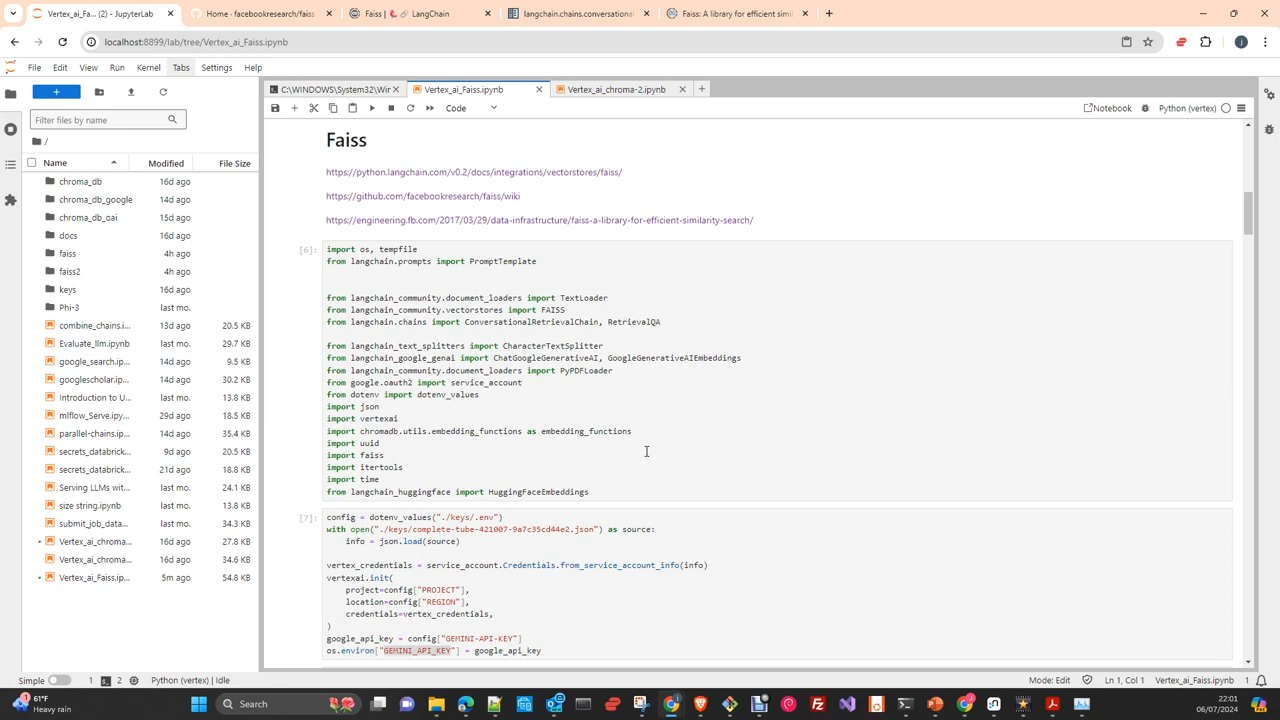 Vertex_ai_Fa... (2) - JupyterLab
Home · facebookresearch/faiss
Faiss | 🦜️🔗 LangChain
langchain.chains.conversational
Faiss: A library for efficient simil
localhost:8899/lab/tree/Vertex_ai_Faiss.ipynb
File Edit View Run Kernel Tabs Settings Help
C:\WINDOWS\System32\Wir
Vertex_ai_Faiss.ipynb
Vertex_ai_chroma-2.ipynb
Code
Notebook
Python (vertex)
Filter files by name
/
Name Modified File Size
chroma_db 16d ago
chroma_db_google 14d ago
chroma_db_oai 15d ago
docs 16d ago
faiss 4h ago
faiss2 4h ago
keys 16d ago
Phi-3 last mo.
combine_chains.i... 13d ago 20.5 KB
Evaluate_llm.ipynb last mo. 29.7 KB
google_search.ipynb 14d ago 9.5 KB
googlescholar.ip... 14d ago 30.2 KB
Introduction to U... last mo. 13.8 KB
mlflow_Serve.ipy... 29d ago 18.5 KB
parallel-chains.ip... 14d ago 35.4 KB
secrets_databrick... 9d ago 20.5 KB
secrets_databrick... 21d ago 18.8 KB
Serving LLMs wit... last mo. 24.1 KB
size string.ipynb last mo. 13.8 KB
submit_job_data... last mo. 34.3 KB
Vertex_ai_chroma... 16d ago 27.8 KB
Vertex_ai_chroma... 16d ago 34.6 KB
Vertex_ai_Faiss.ip... 5m ago 54.8 KB
Faiss
https://python.langchain.com/v0.2/docs/integrations/vectorstores/faiss/
https://github.com/facebookresearch/faiss/wiki
https://engineering.fb.com/2017/03/29/data-infrastructure/faiss-a-library-for-efficient-similarity-search/
[6]:
import os, tempfile
from langchain.prompts import PromptTemplate
from langchain_community.document_loaders import TextLoader
from langchain_community.vectorstores import FAISS
from langchain.chains import ConversationalRetrievalChain, RetrievalQA
from langchain_text_splitters import CharacterTextSplitter
from langchain_google_genai import ChatGoogleGenerativeAI, GoogleGenerativeAIEmbeddings
from langchain_community.document_loaders import PyPDFLoader
from google.oauth2 import service_account
from dotenv import dotenv_values
import json
import vertexai
import chromadb.utils.embedding_functions as embedding_functions
import uuid
import faiss
import itertools
import time
from langchain_huggingface import HuggingFaceEmbeddings
[7]:
config = dotenv_values("./keys/.env")
with open("./keys/complete-tube-421007-9a7c35cd44e2.json") as source:
info = json.load(source)
vertex_credentials = service_account.Credentials.from_service_account_info(info)
vertexai.init(
project=config["PROJECT"],
location=config["REGION"],
credentials=vertex_credentials,
)
google_api_key = config["GEMINI-API-KEY"]
os.environ["GEMINI_API_KEY"] = google_api_key
Simple 1 2 Python (vertex) | Idle
Mode: Edit Ln 1, Col 1 Vertex_ai_Faiss.ipynb 1
61°F
Heavy rain
Search
22:01
06/07/2024